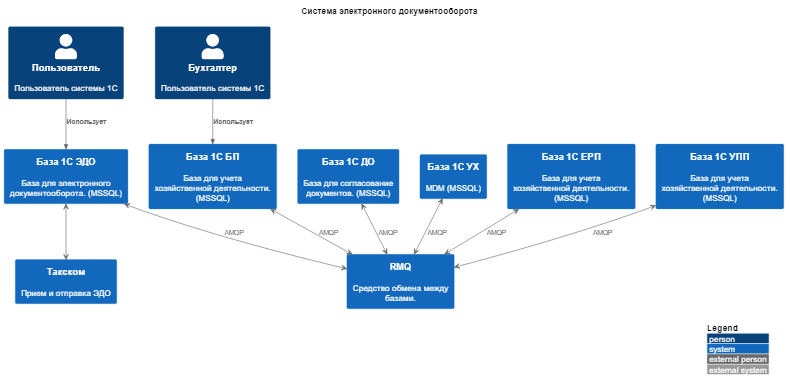 Система электронного документооборота
Пользователь
Пользователь системы 1С
Бухгалтер
Пользователь системы 1С
Использует
Использует
База 1С ЭДО
База для электронного
документооборота. (MSSQL)
База 1С БП
База для учета
хозяйственной деятельности.
(MSSQL)
База 1С ДО
База для согласование
документов. (MSSQL)
База 1С УХ
MDM (MSSQL)
База 1С ЕРП
База для учета
хозяйственной деятельности.
(MSSQL)
База 1С УПП
База для учета
хозяйственной деятельности.
(MSSQL)
AMQP
AMQP
AMQP
AMQP
AMQP
AMQP
Такском
Прием и отправка ЭДО
RMQ
Средство обмена между
базами.
Legend
person
system
external person
external system